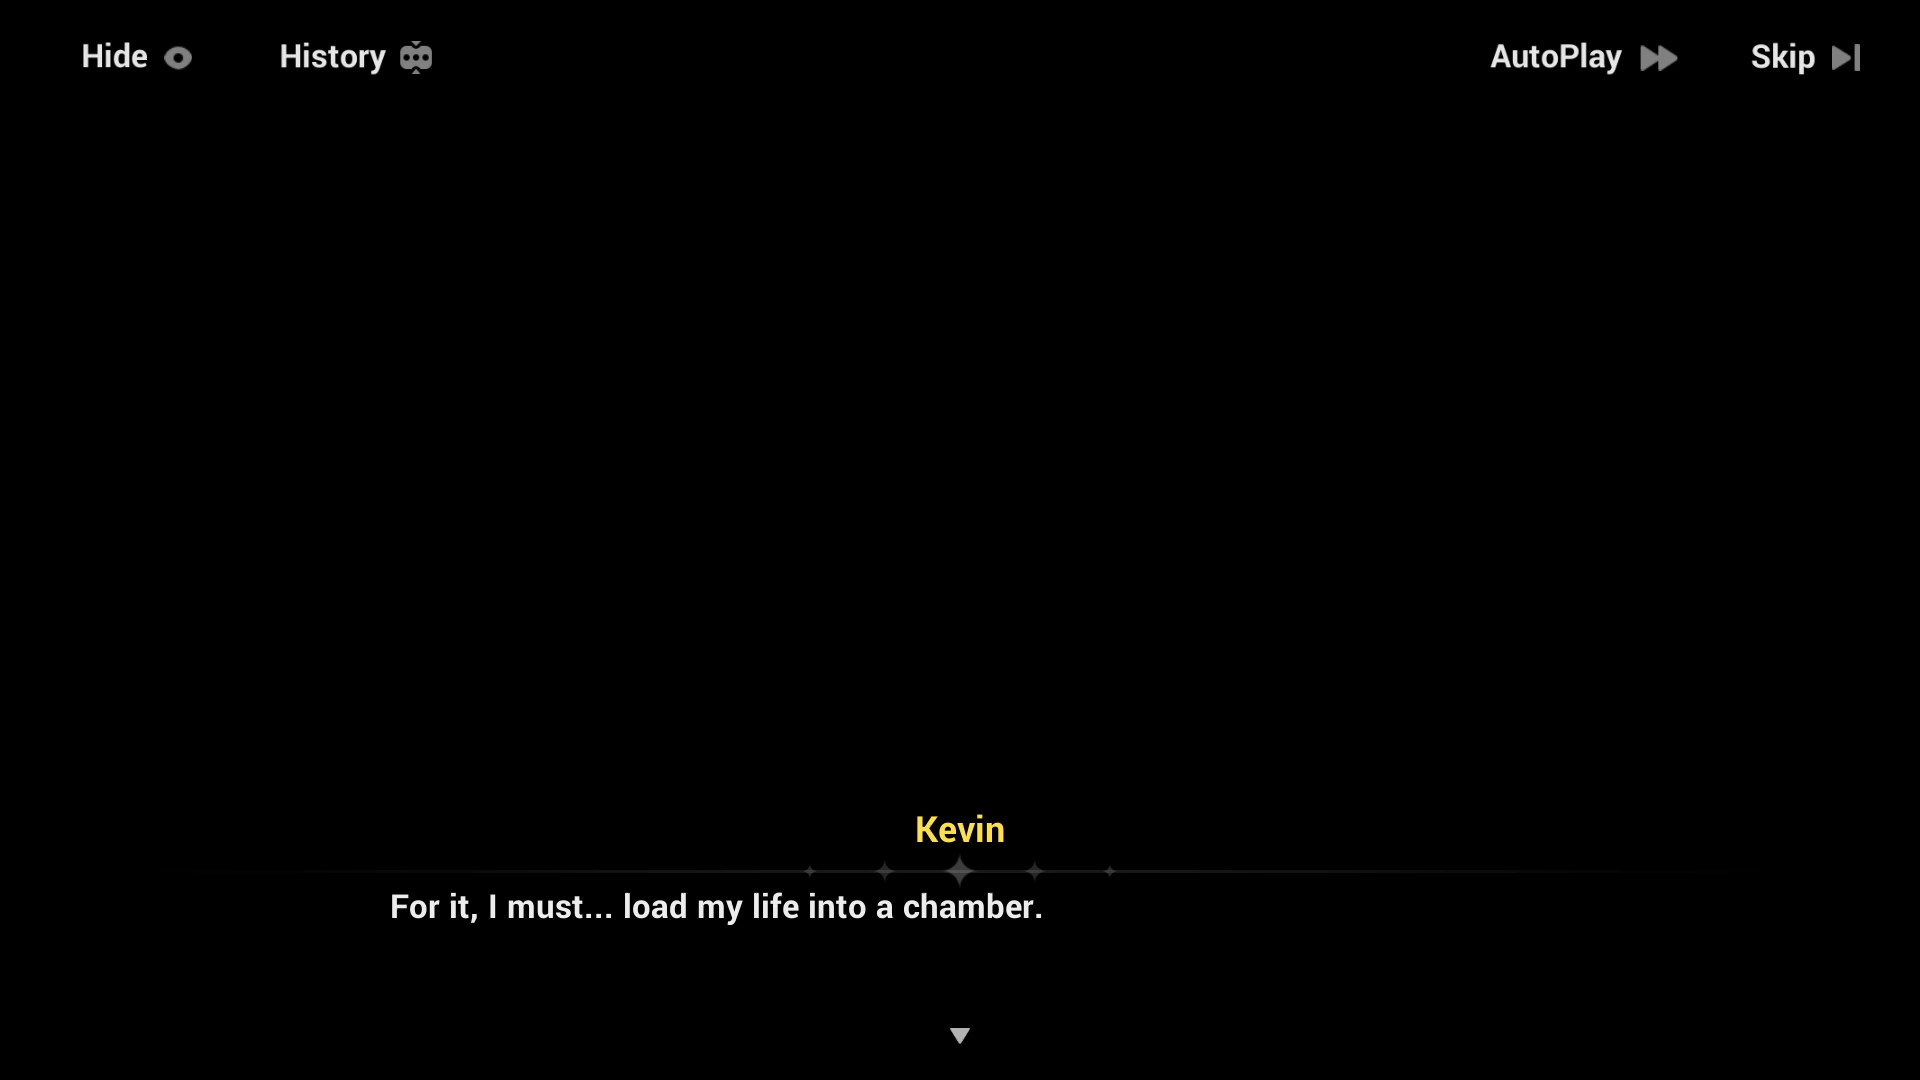 Hide
History
AutoPlay
Skip
Kevin
For it, I must... load my life into a chamber.